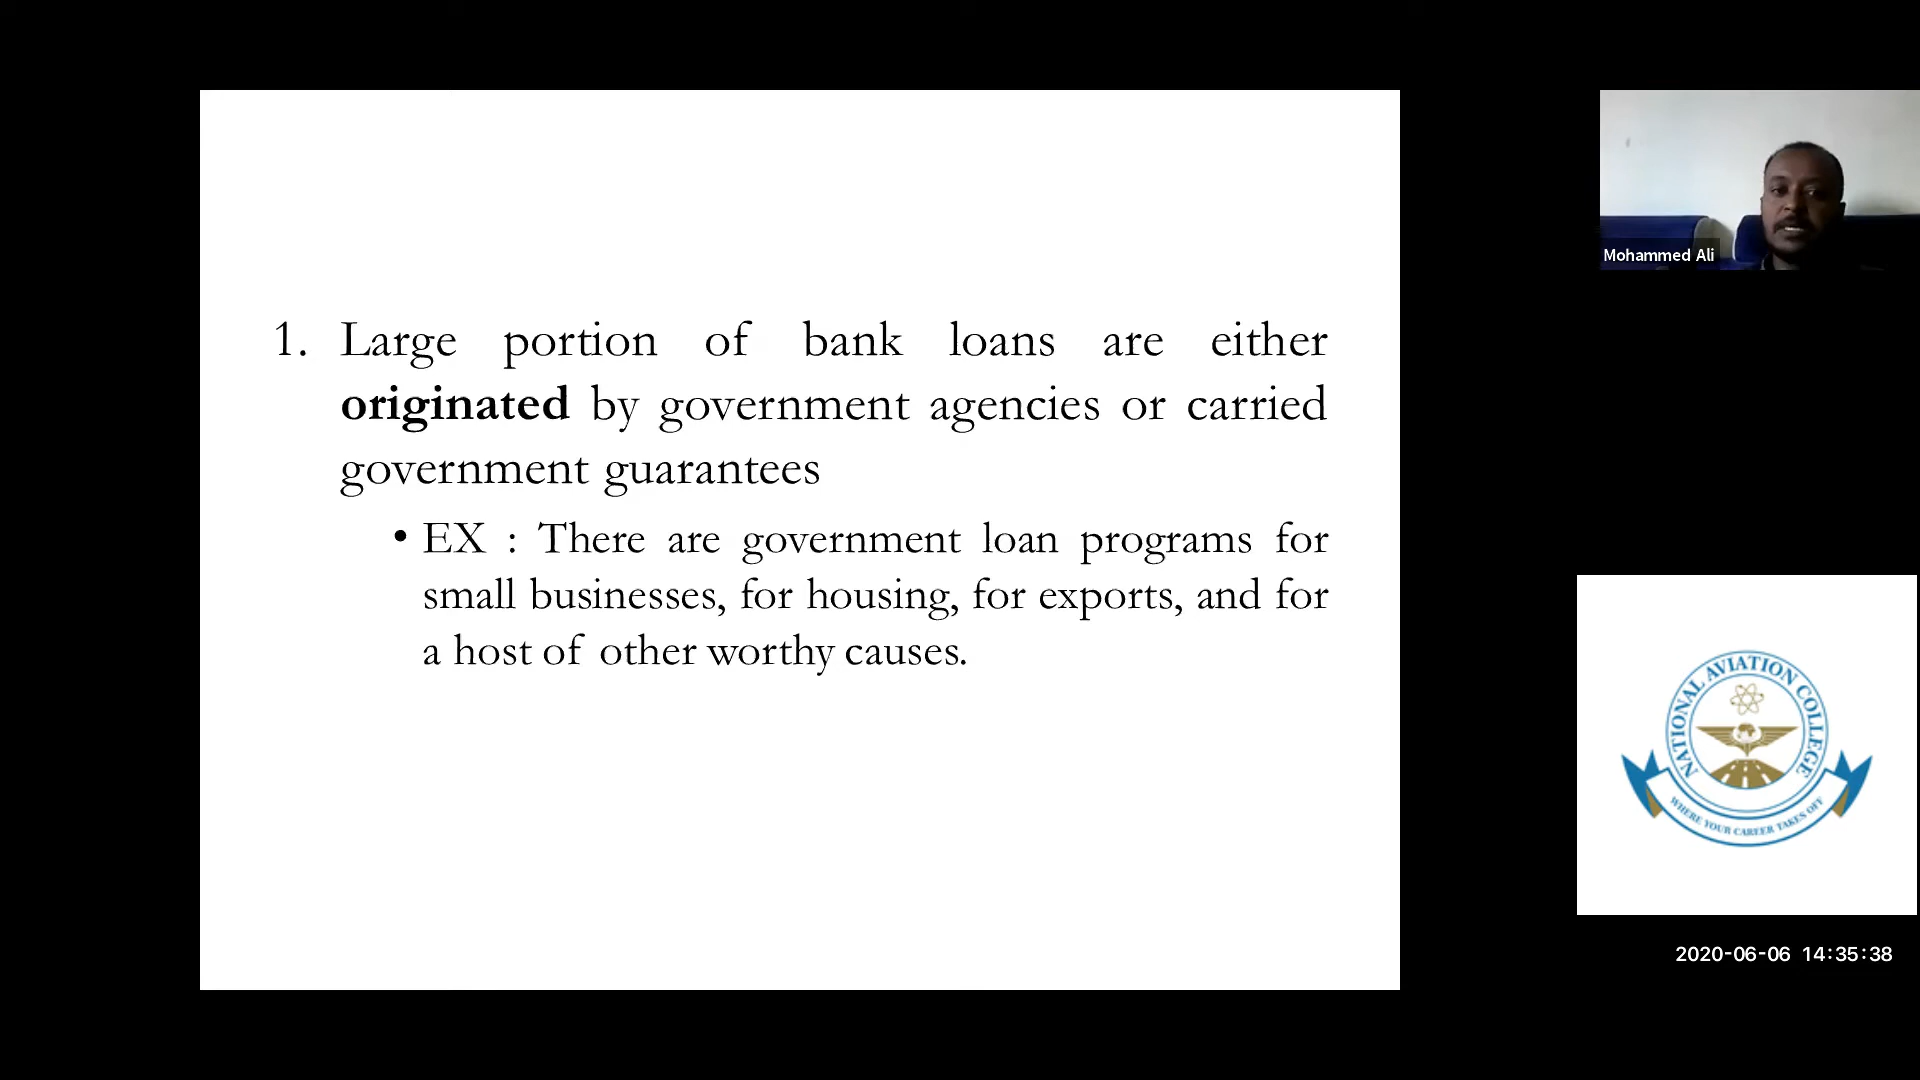 1. Large portion of bank loans are either
originated by government agencies or carried
government guarantees
• EX : There are government loan programs for
small businesses, for housing, for exports, and for
a host of other worthy causes.
Mohammed Ali
NATIONAL AVIATION COLLEGE
WHERE YOUR CAREER TAKES OFF
2020-06-06 14:35:38